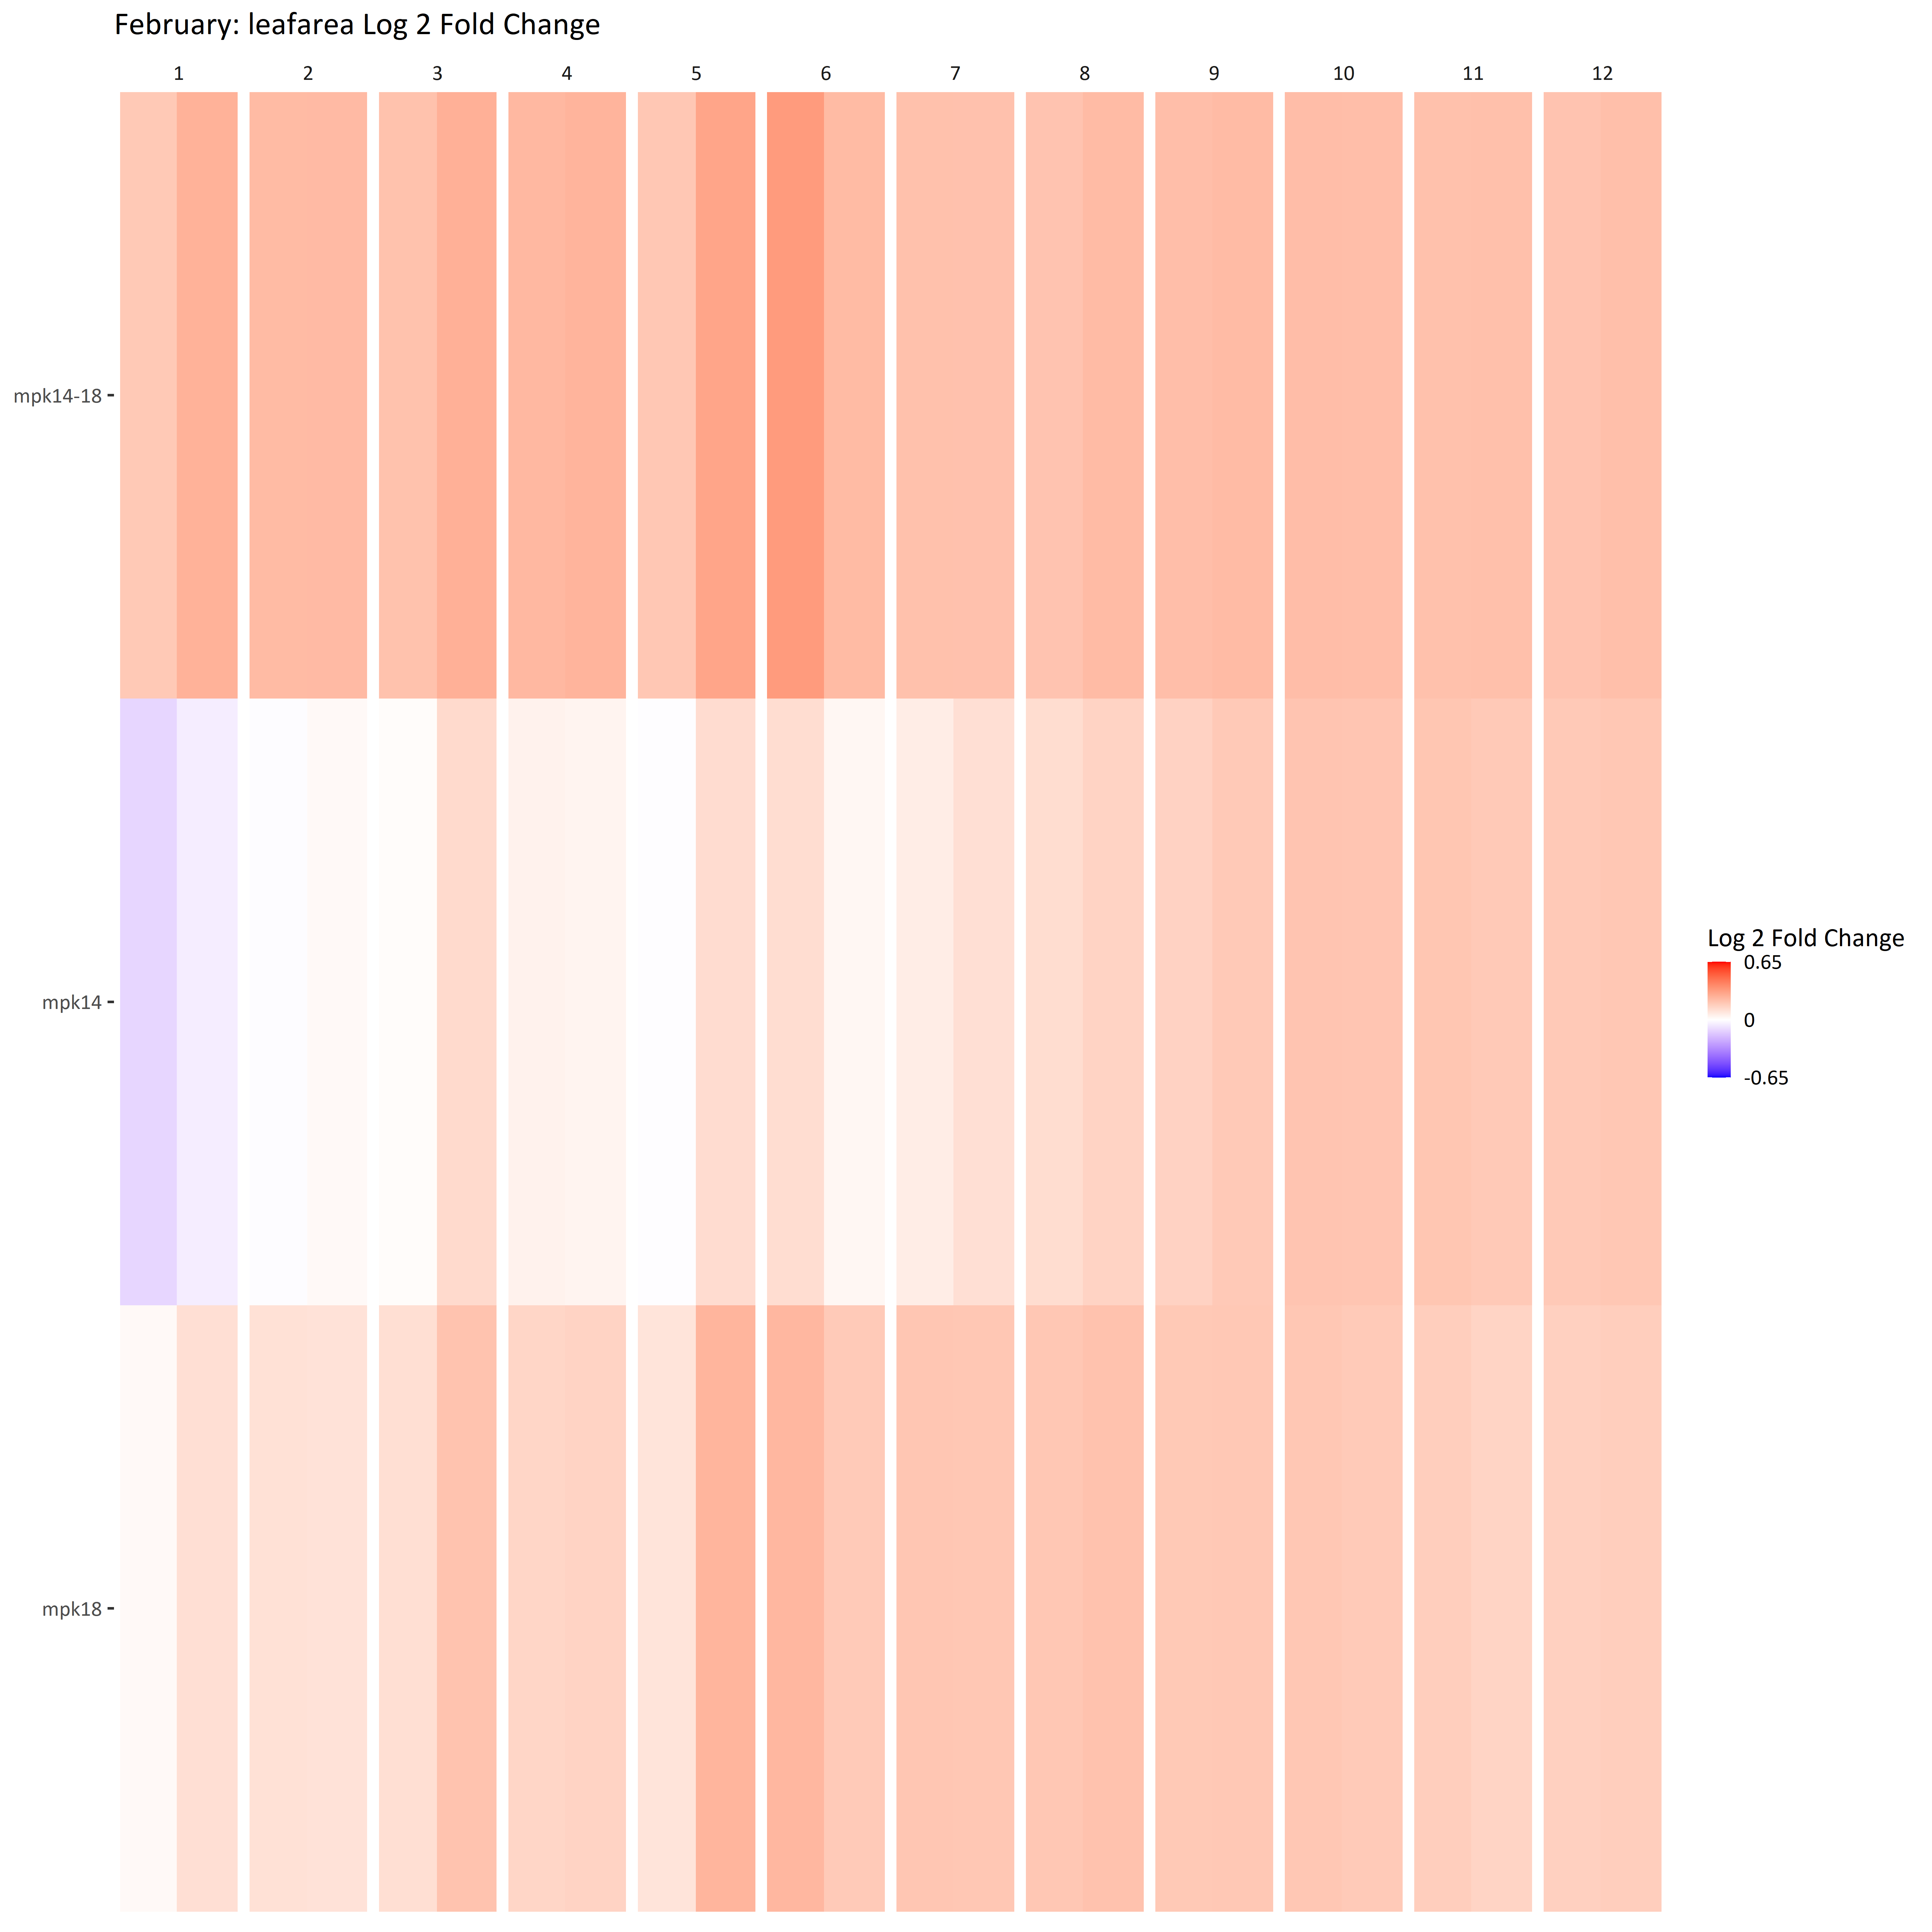 February: leafarea Log 2 Fold Change
1 2 3 4 5 6 7 8 9 10 11 12
mpk14-18
mpk14
mpk18
Log 2 Fold Change
0.65
0
-0.65